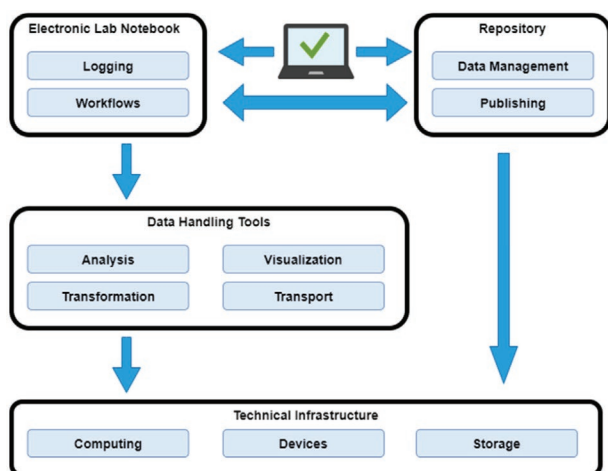 Electronic Lab Notebook
Logging
Workflows
Repository
Data Management
Publishing
Data Handling Tools
Analysis
Visualization
Transformation
Transport
Technical Infrastructure
Computing
Devices
Storage